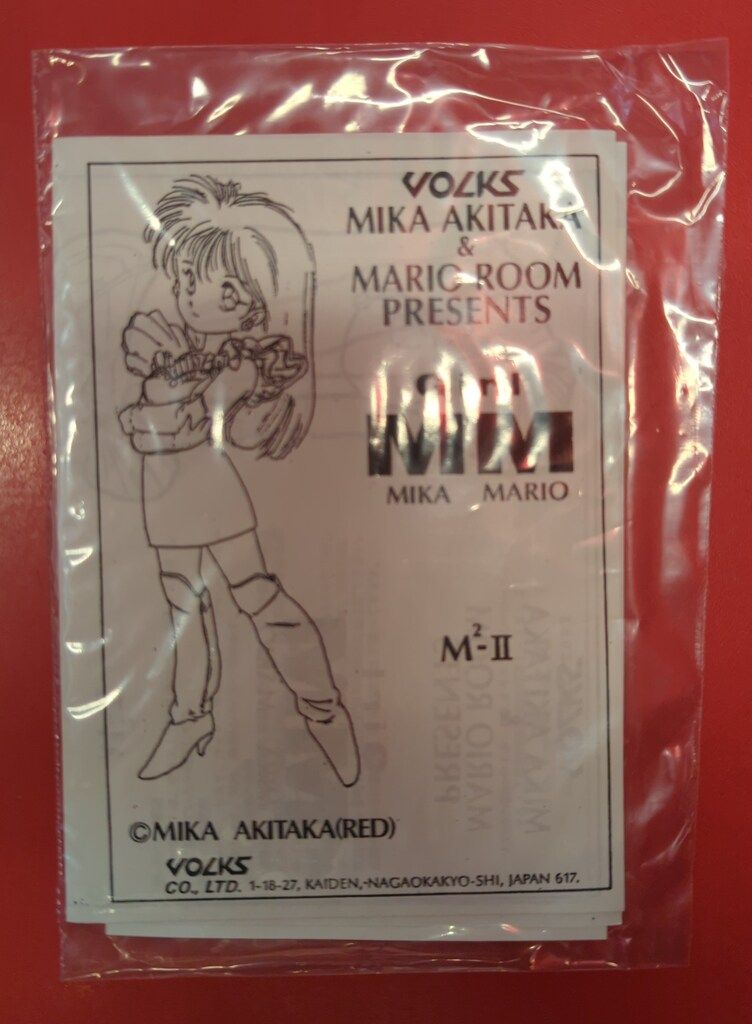 VOLKS
MIKA AKITAKA
&
MARIO ROOM
PRESENTS
MM
MIKA MARIO
M²-II
©MIKA AKITAKA(RED)
VOLKS
CO., LTD. 1-18-27, KAIDEN,-NAGAOKAKYO-SHI, JAPAN 617.